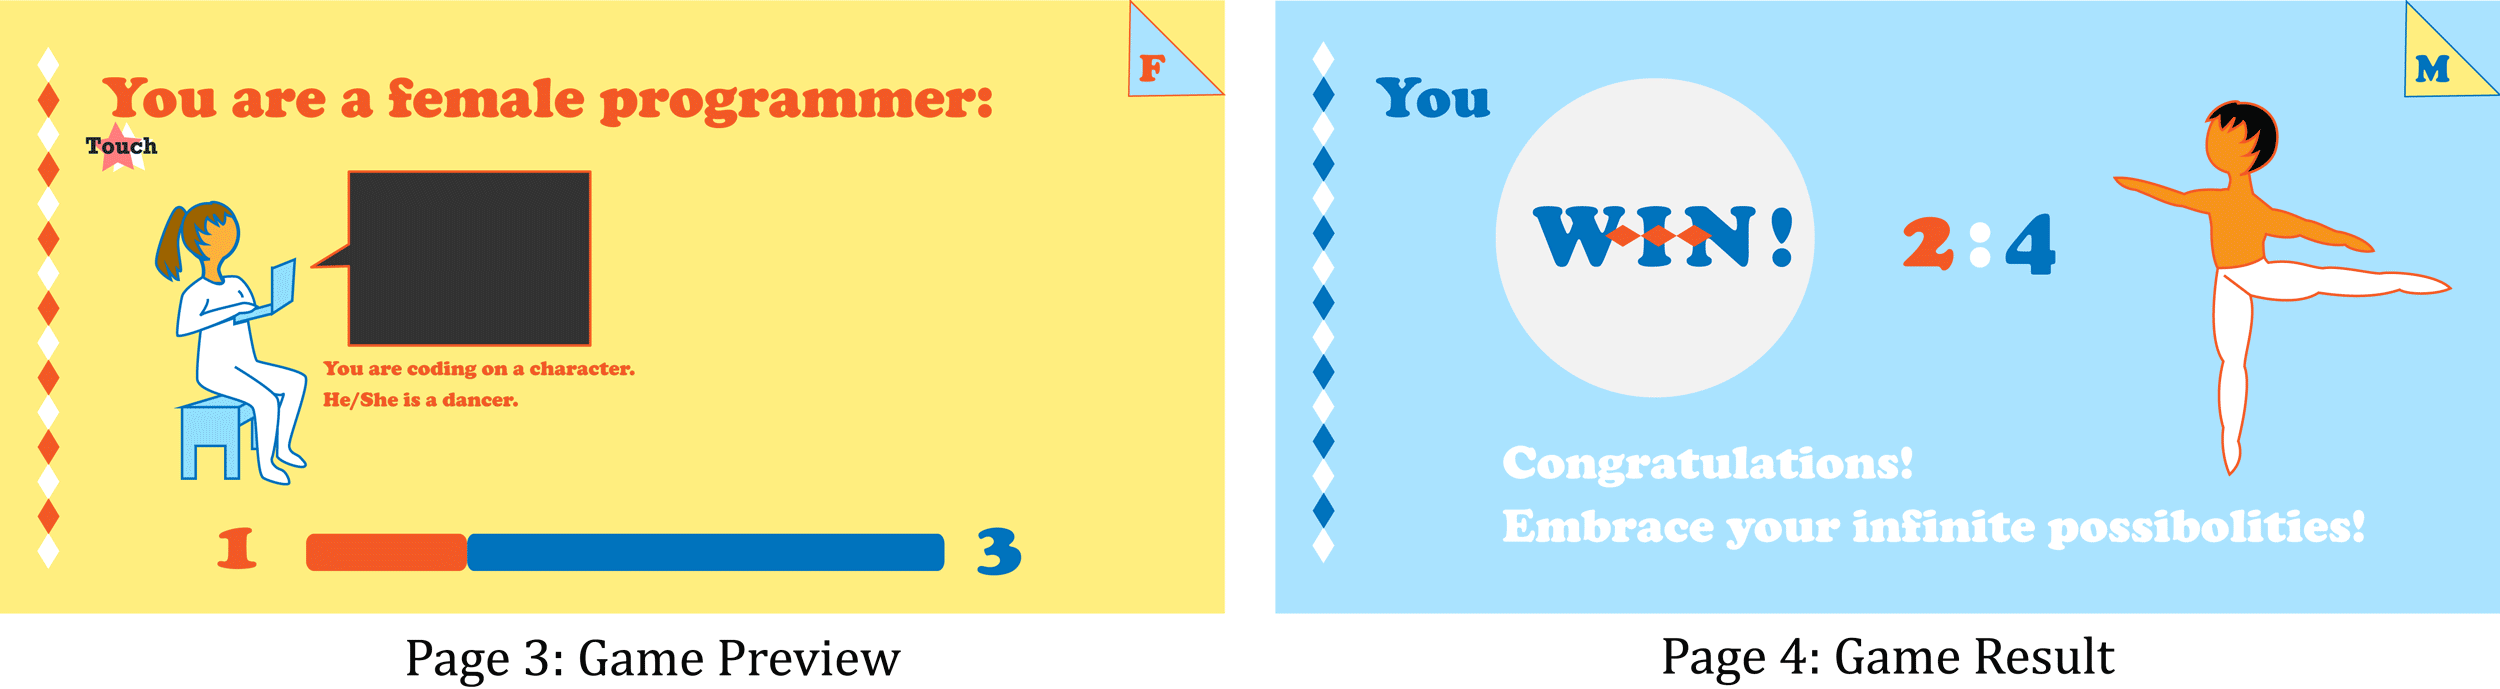 You are a female programmer:
F
Touch
You are coding on a character.
He/She is a dancer.
1
3
Page 3: Game Preview
You
M
WIN!
2:4
Congratulations!
Embrace your infinite possibolities!
Page 4: Game Result